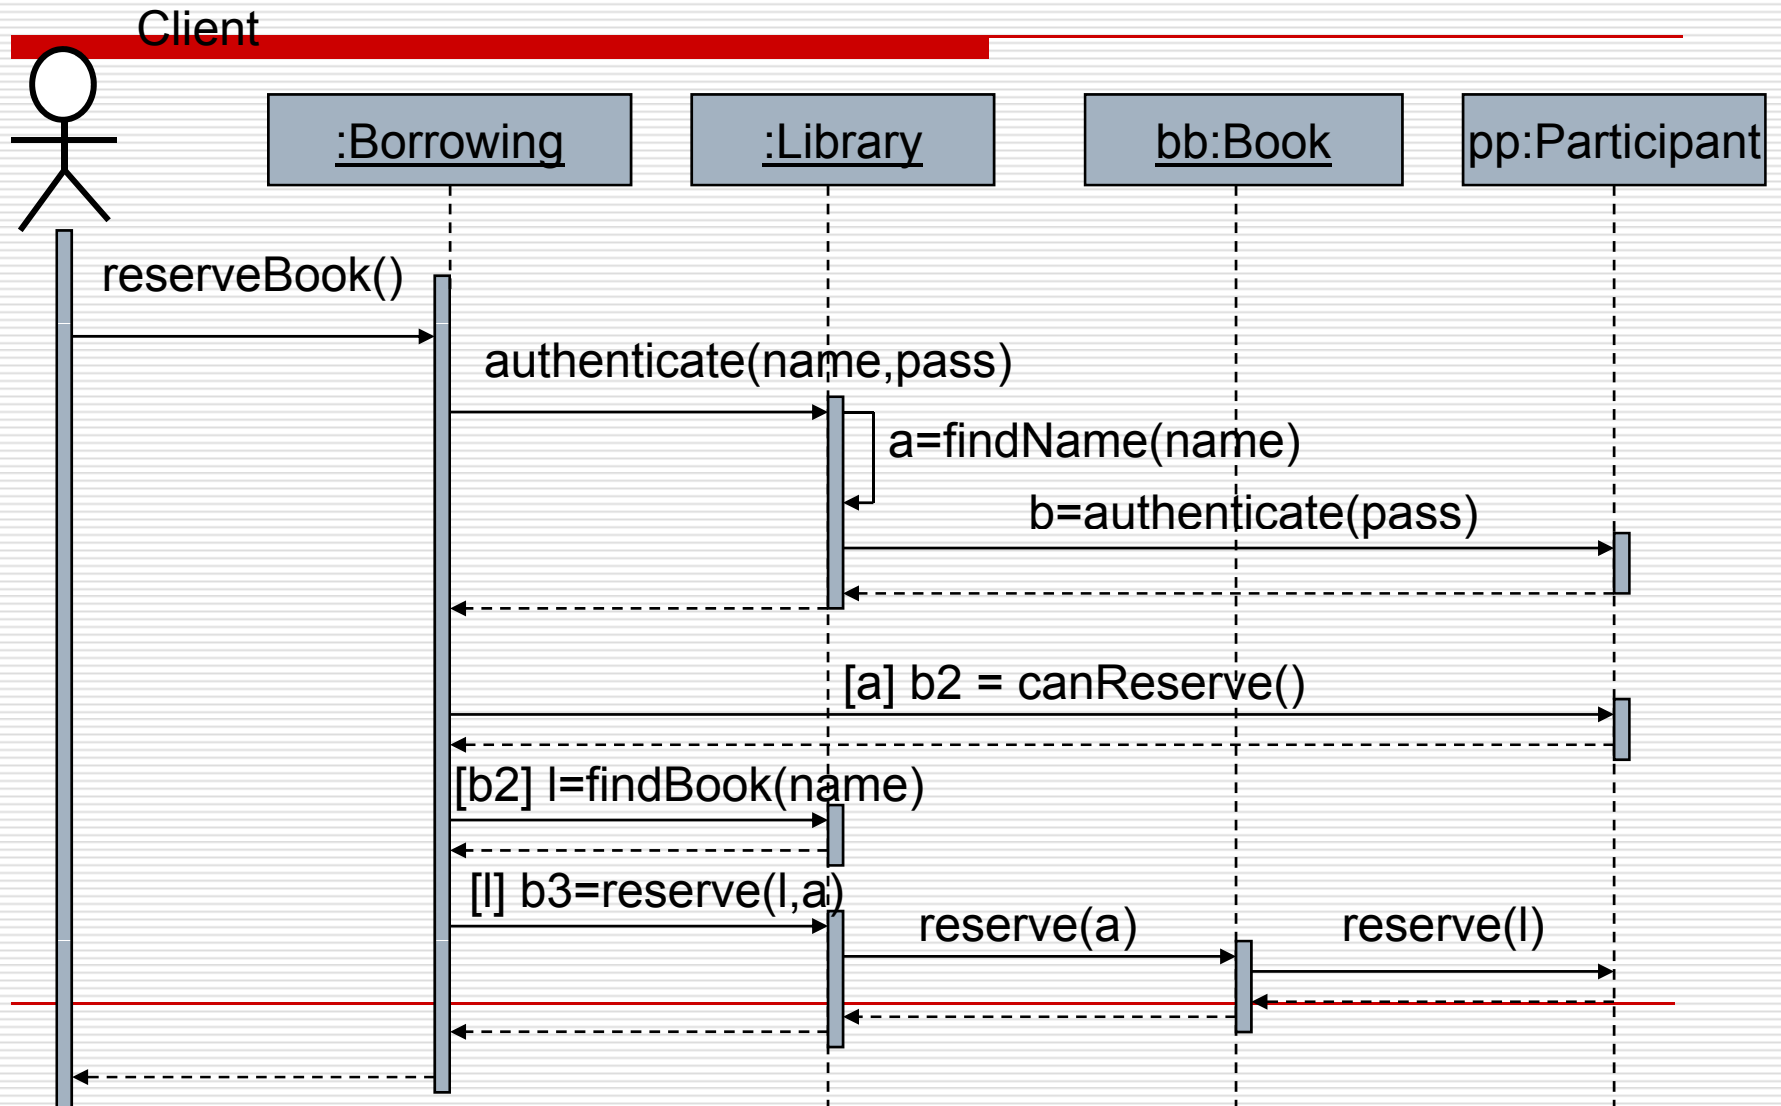 Client
:Borrowing
:Library
bb:Book
pp:Participant
reserveBook()
authenticate(name,pass)
a=findName(name)
b=authenticate(pass)
[a] b2 = canReserve()
[b2] l=findBook(name)
[l] b3=reserve(l,a)
reserve(a)
reserve(l)